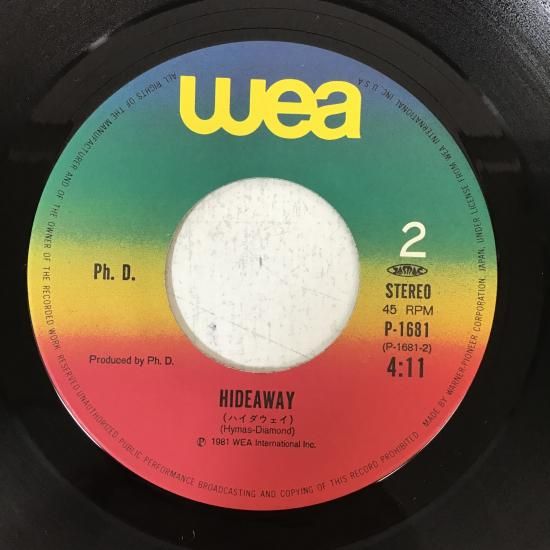 wea
2
JASRAC
Ph. D.
STEREO
45 RPM
P-1681
(P-1681-2)
4:11
Produced by Ph. D.
HIDEAWAY
(ハイダウェイ)
(Hymas-Diamond)
Ⓟ 1981 WEA International Inc.
ALL RIGHTS OF THE MANUFACTURER AND OF THE OWNER OF THE RECORDED WORK RESERVED. UNAUTHORIZED PUBLIC PERFORMANCE BROADCASTING AND COPYING OF THIS RECORD PROHIBITED. MADE BY WARNER-PIONEER CORPORATION, JAPAN, UNDER LICENSE FROM WEA INTERNATIONAL INC. U.S.A.